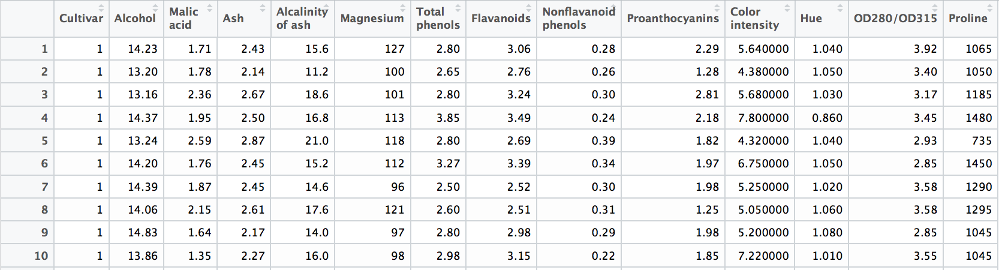 Cultivar Alcohol Malic acid Ash Alcalinity of ash Magnesium Total phenols Flavanoids Nonflavanoid phenols Proanthocyanins Color intensity Hue OD280/OD315 Proline
1 1 14.23 1.71 2.43 15.6 127 2.80 3.06 0.28 2.29 5.640000 1.040 3.92 1065
2 1 13.20 1.78 2.14 11.2 100 2.65 2.76 0.26 1.28 4.380000 1.050 3.40 1050
3 1 13.16 2.36 2.67 18.6 101 2.80 3.24 0.30 2.81 5.680000 1.030 3.17 1185
4 1 14.37 1.95 2.50 16.8 113 3.85 3.49 0.24 2.18 7.800000 0.860 3.45 1480
5 1 13.24 2.59 2.87 21.0 118 2.80 2.69 0.39 1.82 4.320000 1.040 2.93 735
6 1 14.20 1.76 2.45 15.2 112 3.27 3.39 0.34 1.97 6.750000 1.050 2.85 1450
7 1 14.39 1.87 2.45 14.6 96 2.50 2.52 0.30 1.98 5.250000 1.020 3.58 1290
8 1 14.06 2.15 2.61 17.6 121 2.60 2.51 0.31 1.25 5.050000 1.060 3.58 1295
9 1 14.83 1.64 2.17 14.0 97 2.80 2.98 0.29 1.98 5.200000 1.080 2.85 1045
10 1 13.86 1.35 2.27 16.0 98 2.98 3.15 0.22 1.85 7.220000 1.010 3.55 1045